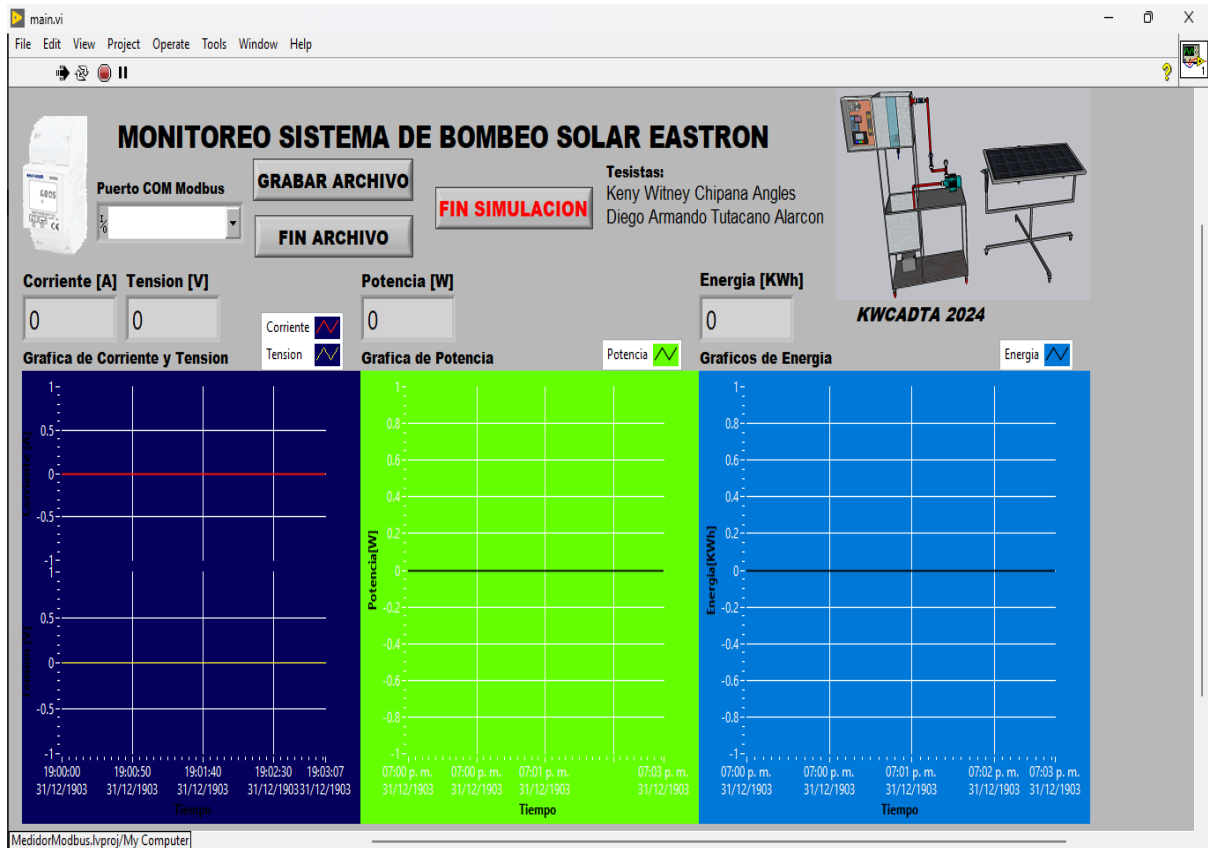 main.vi
File Edit View Project Operate Tools Window Help
MONITOREO SISTEMA DE BOMBEO SOLAR EASTRON
Puerto COM Modbus
GRABAR ARCHIVO
FIN ARCHIVO
FIN SIMULACION
Tesistas:
Keny Witney Chipana Angles
Diego Armando Tutacano Alarcon
KWCADTA 2024
Corriente [A] Tension [V]
0 0
Corriente
Tension
Grafica de Corriente y Tension
Potencia [W]
0
Grafica de Potencia
Potencia
Energia [KWh]
0
Graficos de Energia
Energia
1
0.5
0
-0.5
-1
1
0.5
0
-0.5
-1
19:00:00 19:00:50 19:01:40 19:02:30 19:03:07
31/12/1903 31/12/1903 31/12/1903 31/12/1903 31/12/1903
Tiempo
Potencia[W]
1
0.8
0.6
0.4
0.2
0
-0.2
-0.4
-0.6
-0.8
-1
07:00 p. m. 07:00 p. m. 07:01 p. m. 07:03 p. m.
31/12/1903 31/12/1903 31/12/1903 31/12/1903
Tiempo
Energia[KWh]
1
0.8
0.6
0.4
0.2
0
-0.2
-0.4
-0.6
-0.8
-1
07:00 p. m. 07:00 p. m. 07:01 p. m. 07:02 p. m. 07:03 p. m.
31/12/1903 31/12/1903 31/12/1903 31/12/1903 31/12/1903
Tiempo
MedidorModbus.lvproj/My Computer